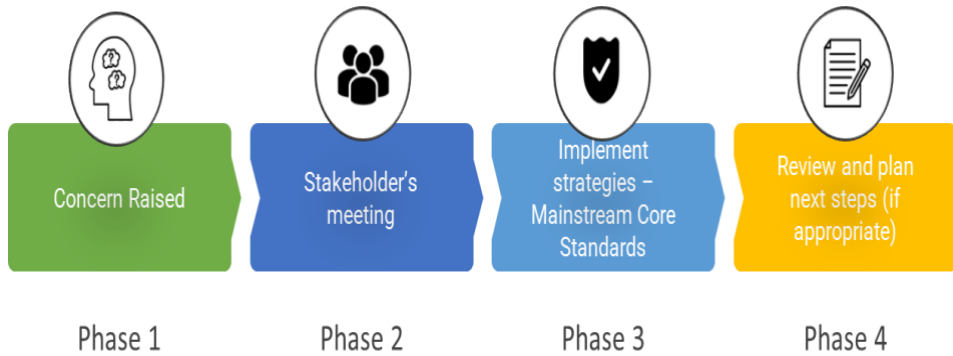 Concern Raised
Stakeholder's
meeting
Implement
strategies –
Mainstream Core
Standards
Review and plan
next steps (if
appropriate)
Phase 1
Phase 2
Phase 3
Phase 4